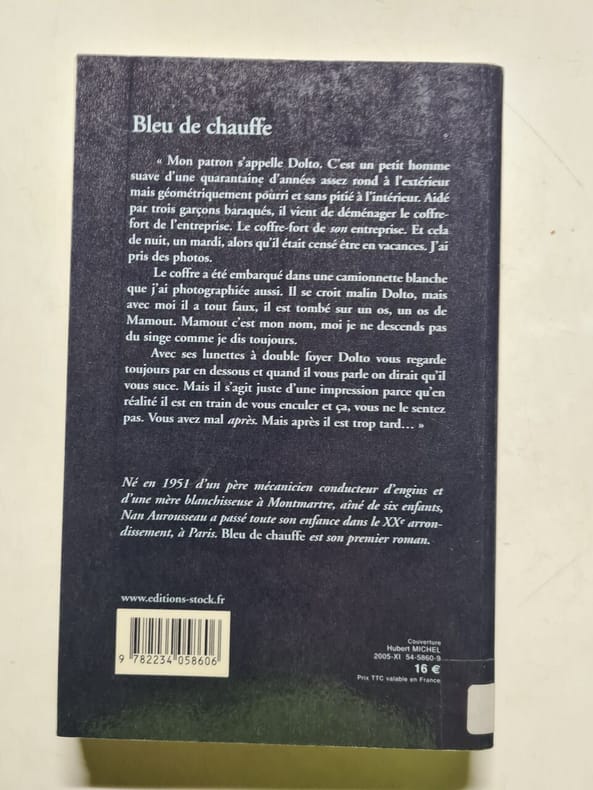 Bleu de chauffe
« Mon patron s'appelle Dolto. C'est un petit homme
suave d'une quarantaine d'années assez rond à l'extérieur
mais géométriquement pourri et sans pitié à l'intérieur. Aidé
par trois garçons baraqués, il vient de déménager le coffre-
fort de l'entreprise. Le coffre-fort de son entreprise. Et cela
de nuit, un mardi, alors qu'il était censé être en vacances. J'ai
pris des photos.
Le coffre a été embarqué dans une camionnette blanche
que j'ai photographiée aussi. Il se croit malin Dolto, mais
avec moi il a tout faux, il est tombé sur un os, un os de
Mamout. Mamout c'est mon nom, moi je ne descends pas
du singe comme je dis toujours.
Avec ses lunettes à double foyer Dolto vous regarde
toujours par en dessous et quand il vous parle on dirait qu'il
vous suce. Mais il s'agit juste d'une impression parce qu'en
réalité il est en train de vous enculer et ça, vous ne le sentez
pas. Vous avez mal après. Mais après il est trop tard... »
Né en 1951 d'un père mécanicien conducteur d'engins et
d'une mère blanchisseuse à Montmartre, aîné de six enfants,
Nan Aurousseau a passé toute son enfance dans le XXe arron-
dissement, à Paris. Bleu de chauffe est son premier roman.
www.editions-stock.fr
9 782234 058606
Couverture
Hubert MICHEL
2005-XI 54-5860-9
16 €
Prix TTC valable en France